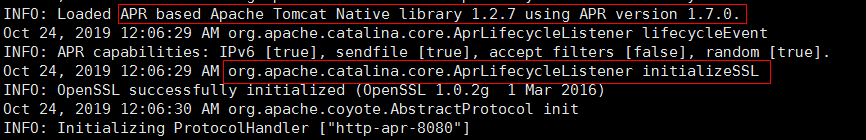 INFO: Loaded APR based Apache Tomcat Native library 1.2.7 using APR version 1.7.0.
Oct 24, 2019 12:06:29 AM org.apache.catalina.core.AprLifecycleListener lifecycleEvent
INFO: APR capabilities: IPv6 [true], sendfile [true], accept filters [false], random [true].
Oct 24, 2019 12:06:29 AM org.apache.catalina.core.AprLifecycleListener initializeSSL
INFO: OpenSSL successfully initialized (OpenSSL 1.0.2g  1 Mar 2016)
Oct 24, 2019 12:06:30 AM org.apache.coyote.AbstractProtocol init
INFO: Initializing ProtocolHandler ["http-apr-8080"]